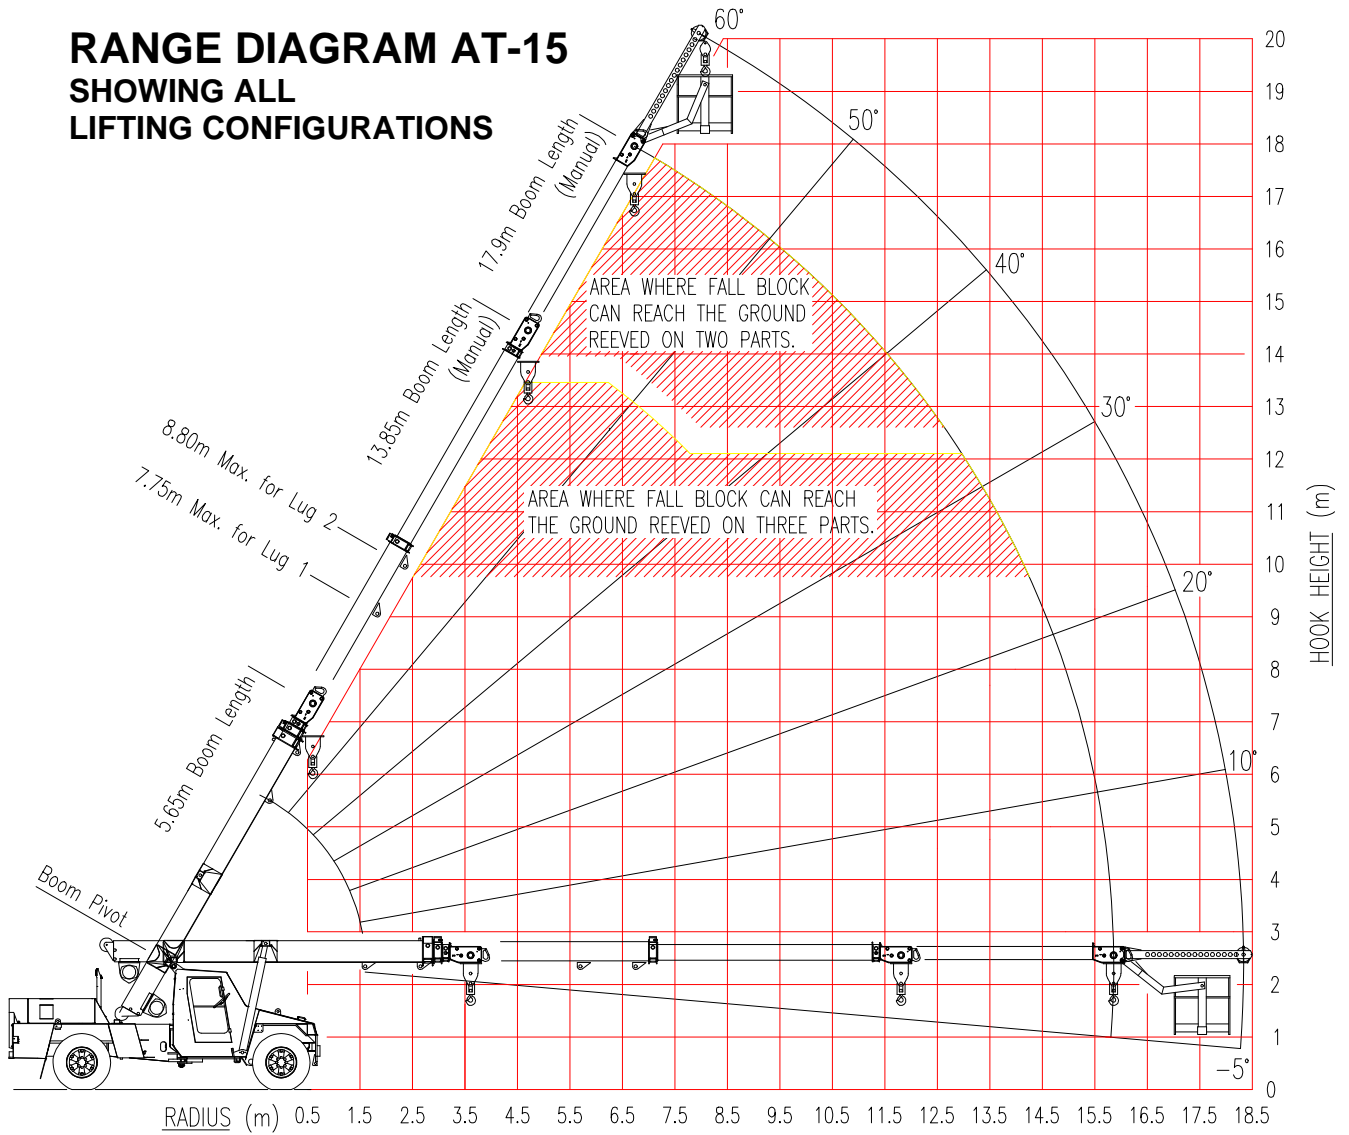 RANGE DIAGRAM AT-15
SHOWING ALL
LIFTING CONFIGURATIONS
60°
50°
40°
30°
20°
10°
-5°
17.9m Boom Length
(Manual)
13.85m Boom Length
(Manual)
8.80m Max. for Lug 2
7.75m Max. for Lug 1
5.65m Boom Length
Boom Pivot
AREA WHERE FALL BLOCK
CAN REACH THE GROUND
REEVED ON TWO PARTS.
AREA WHERE FALL BLOCK CAN REACH
THE GROUND REEVED ON THREE PARTS.
20
19
18
17
16
15
14
13
12
11
10
9
8
7
6
5
4
3
2
1
0
HOOK HEIGHT (m)
RADIUS (m) 0.5 1.5 2.5 3.5 4.5 5.5 6.5 7.5 8.5 9.5 10.5 11.5 12.5 13.5 14.5 15.5 16.5 17.5 18.5